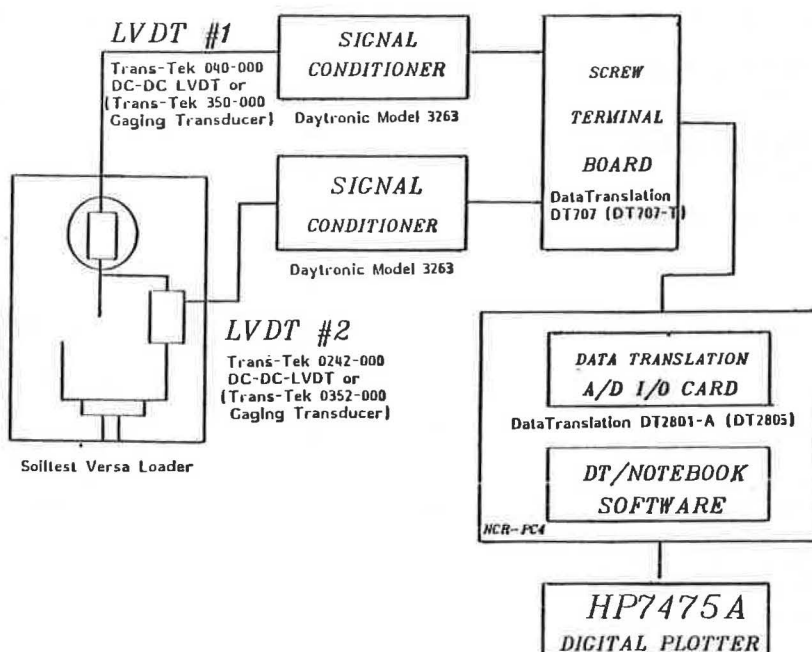 LVDT #1
Trans-Tek 040-000
DC-DC LVDT or
(Trans-Tek 350-000
Gaging Transducer)
SIGNAL
CONDITIONER
Daytronic Model 3263
SCREW
TERMINAL
BOARD
DataTranslation
DT707 (DT707-T)
SIGNAL
CONDITIONER
Daytronic Model 3263
LVDT #2
Trans-Tek 0242-000
DC-DC-LVDT or
(Trans-Tek 0352-000
Gaging Transducer)
Soiltest Versa Loader
DATA TRANSLATION
A/D I/O CARD
DataTranslation DT2801-A (DT2805)
DT/NOTEBOOK
SOFTWARE
NCR-PC4
HP7475A
DIGITAL PLOTTER